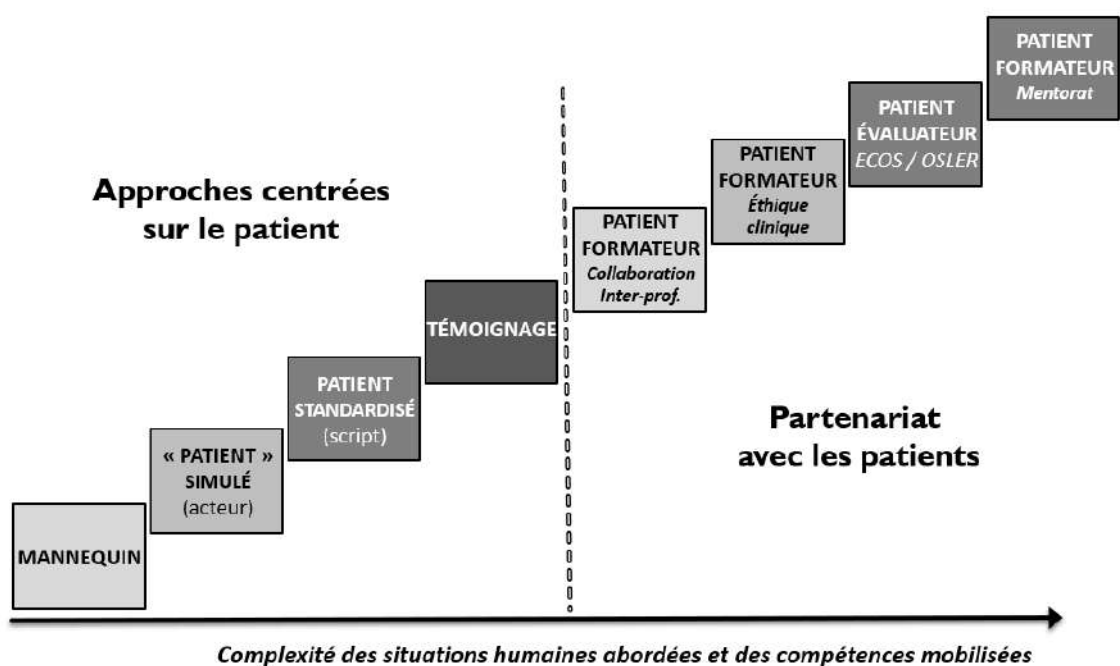 Approches centrées
sur le patient
MANNEQUIN
« PATIENT »
SIMULÉ
(acteur)
PATIENT
STANDARDISÉ
(script)
TÉMOIGNAGE
PATIENT
FORMATEUR
Collaboration
Inter-prof.
PATIENT
FORMATEUR
Éthique
clinique
PATIENT
ÉVALUATEUR
ECOS / OSLER
PATIENT
FORMATEUR
Mentorat
Partenariat
avec les patients
Complexité des situations humaines abordées et des compétences mobilisées